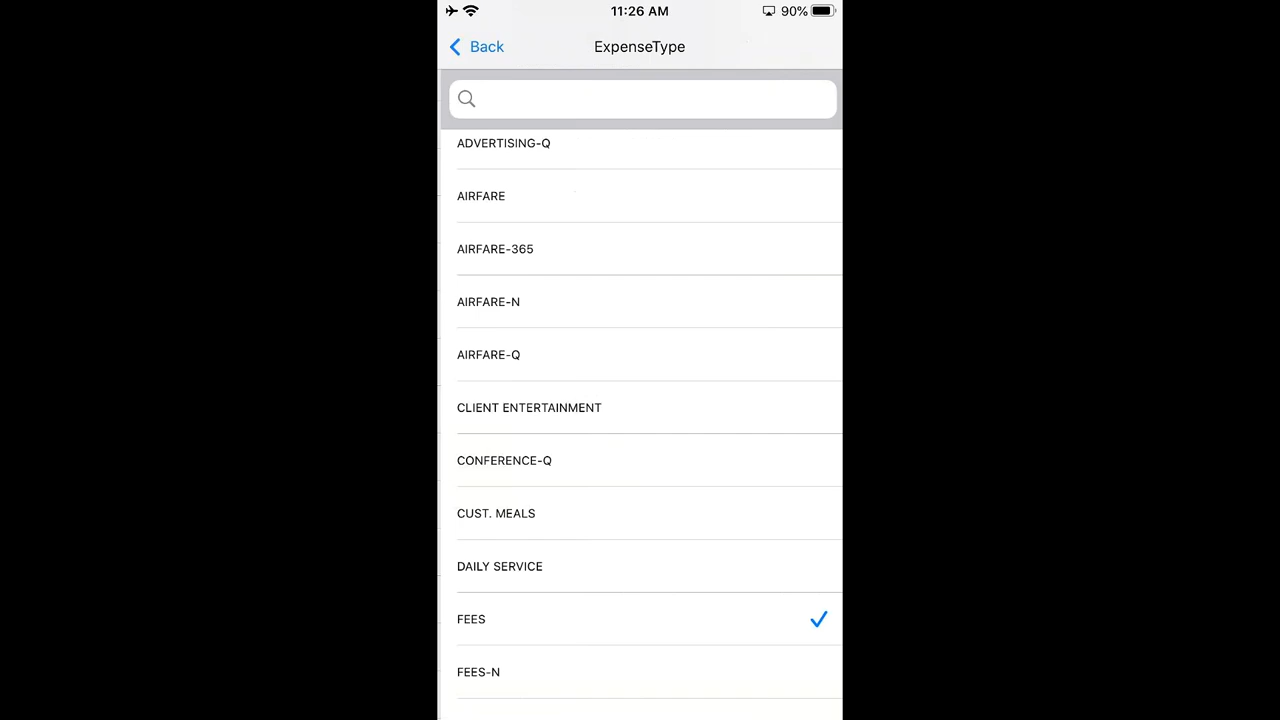 11:26 AM
90%
Back
ExpenseType
ADVERTISING-Q
AIRFARE
AIRFARE-365
AIRFARE-N
AIRFARE-Q
CLIENT ENTERTAINMENT
CONFERENCE-Q
CUST. MEALS
DAILY SERVICE
FEES
FEES-N